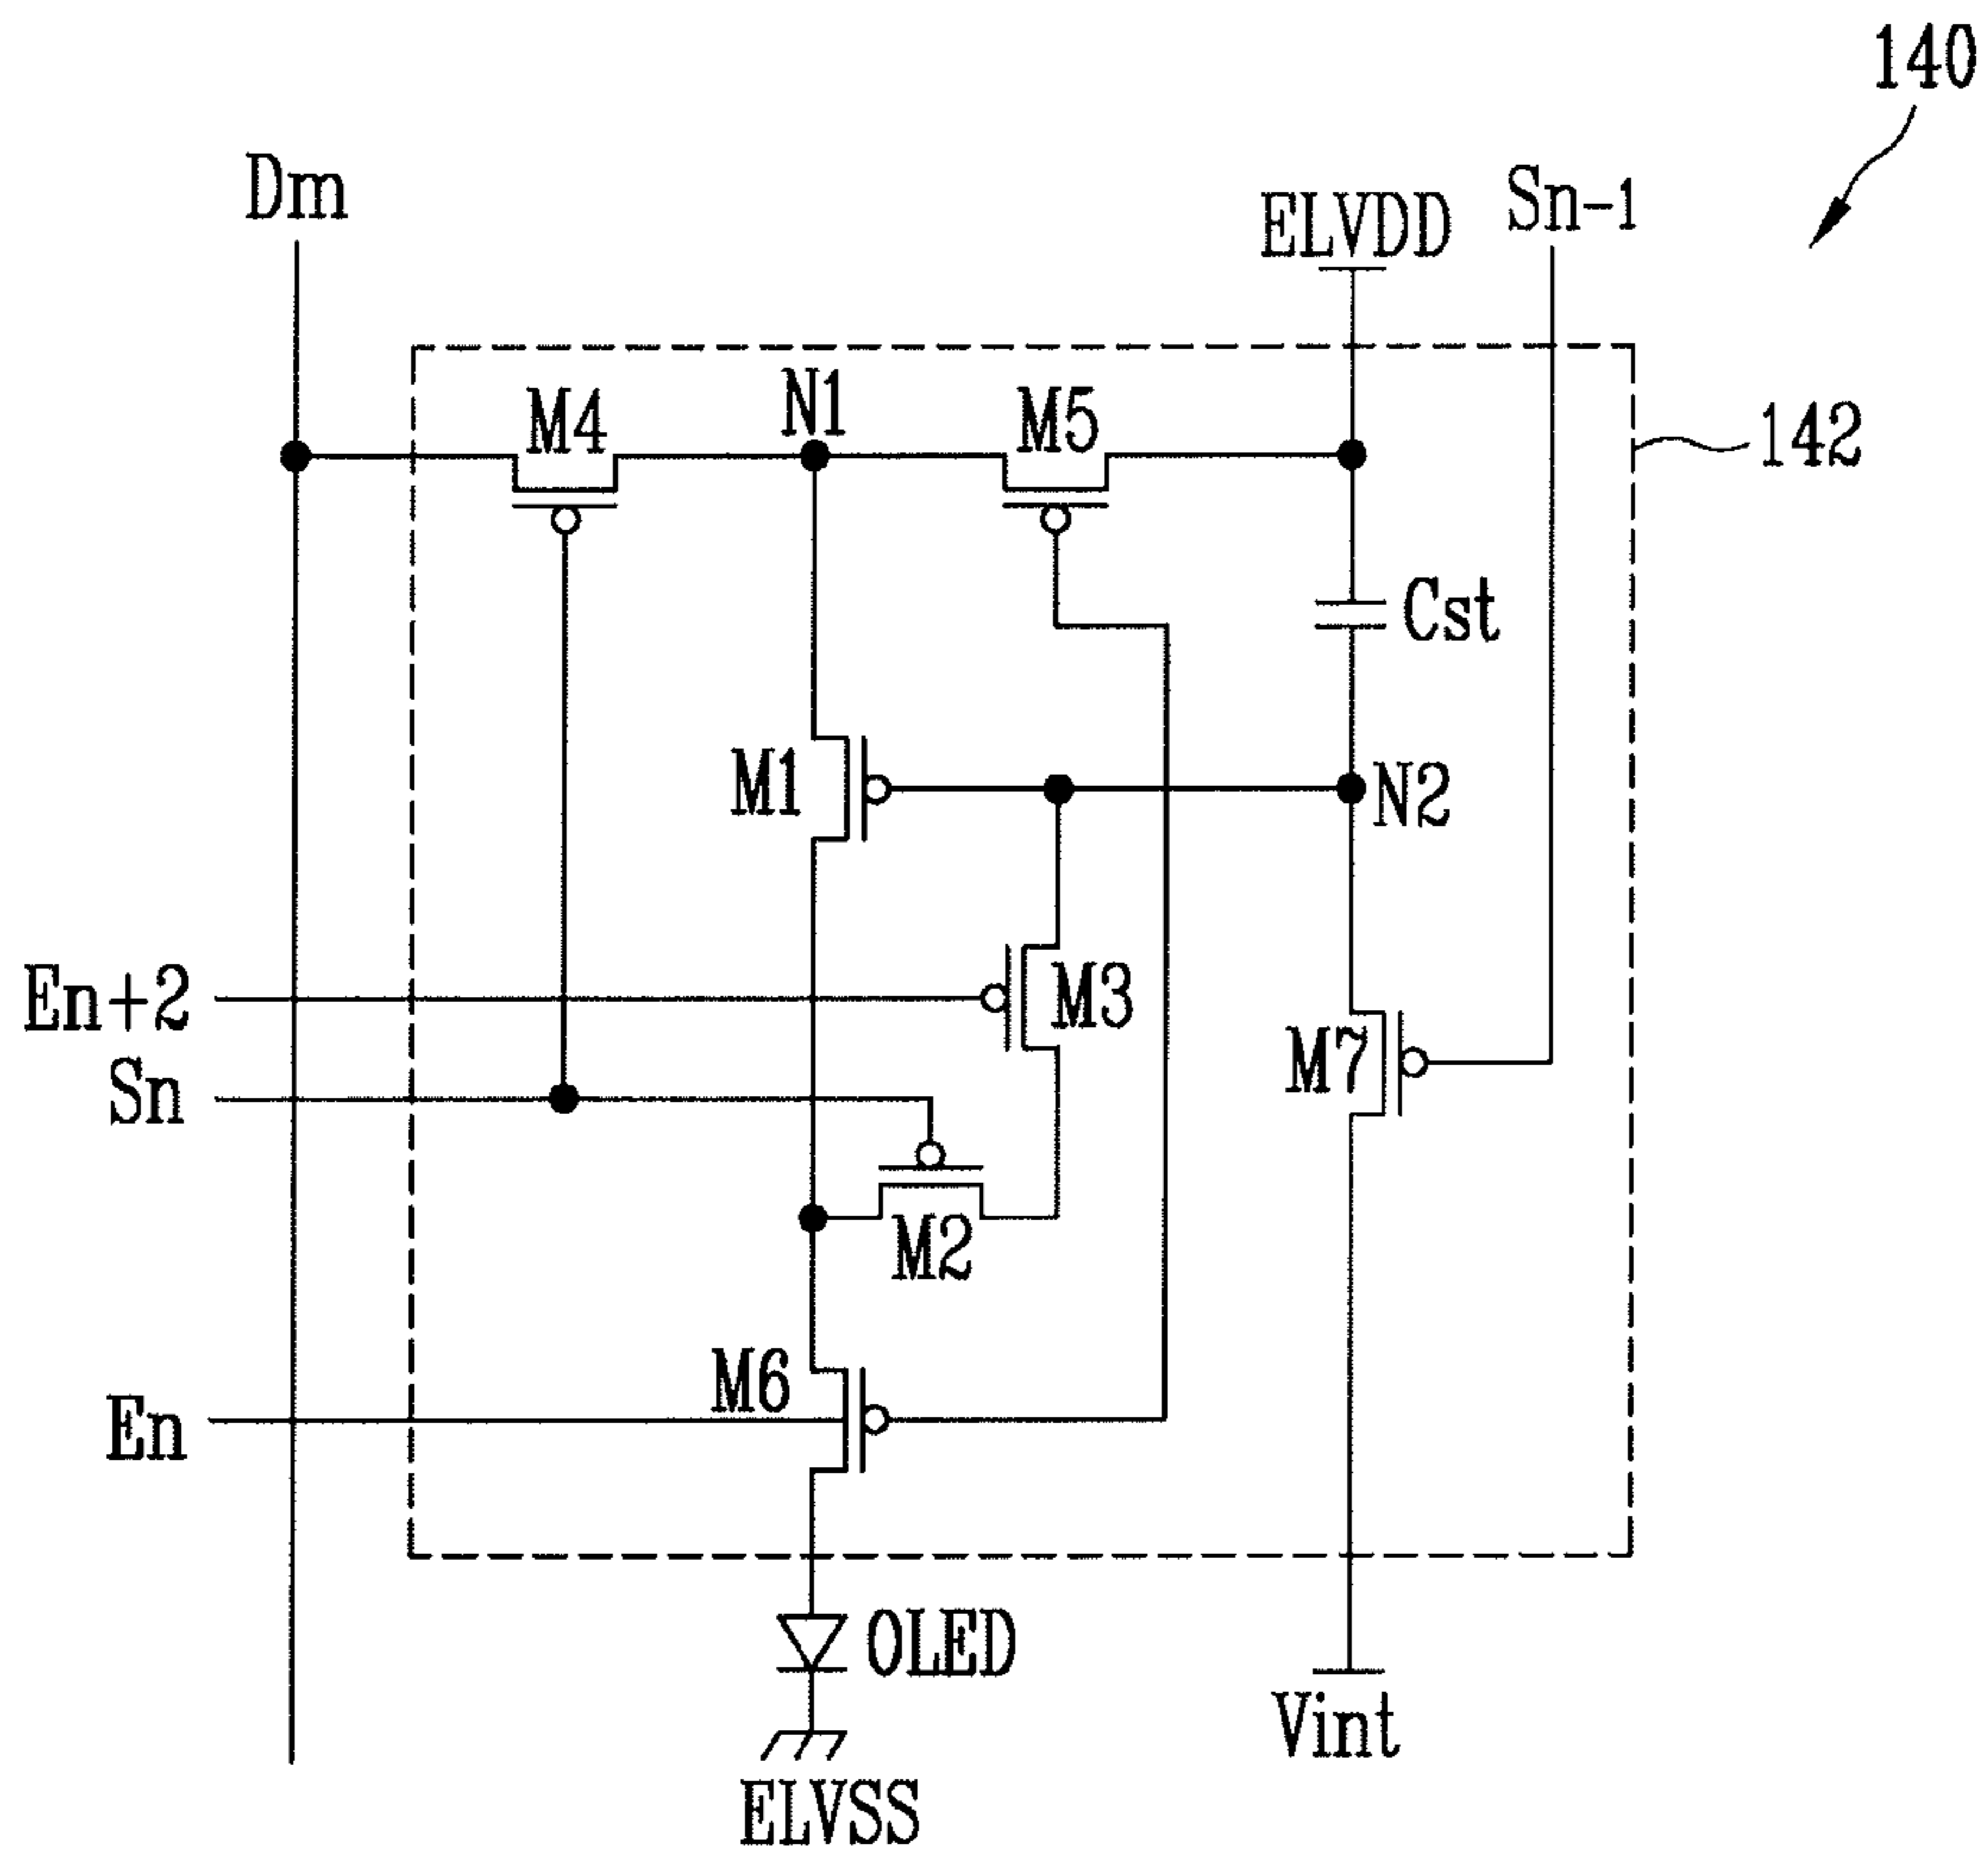 140
Dm
ELVDD
Sn-1
M4
N1
M5
142
Cst
M1
N2
En+2
M3
Sn
M7
M2
M6
En
OLED
Vint
ELVSS